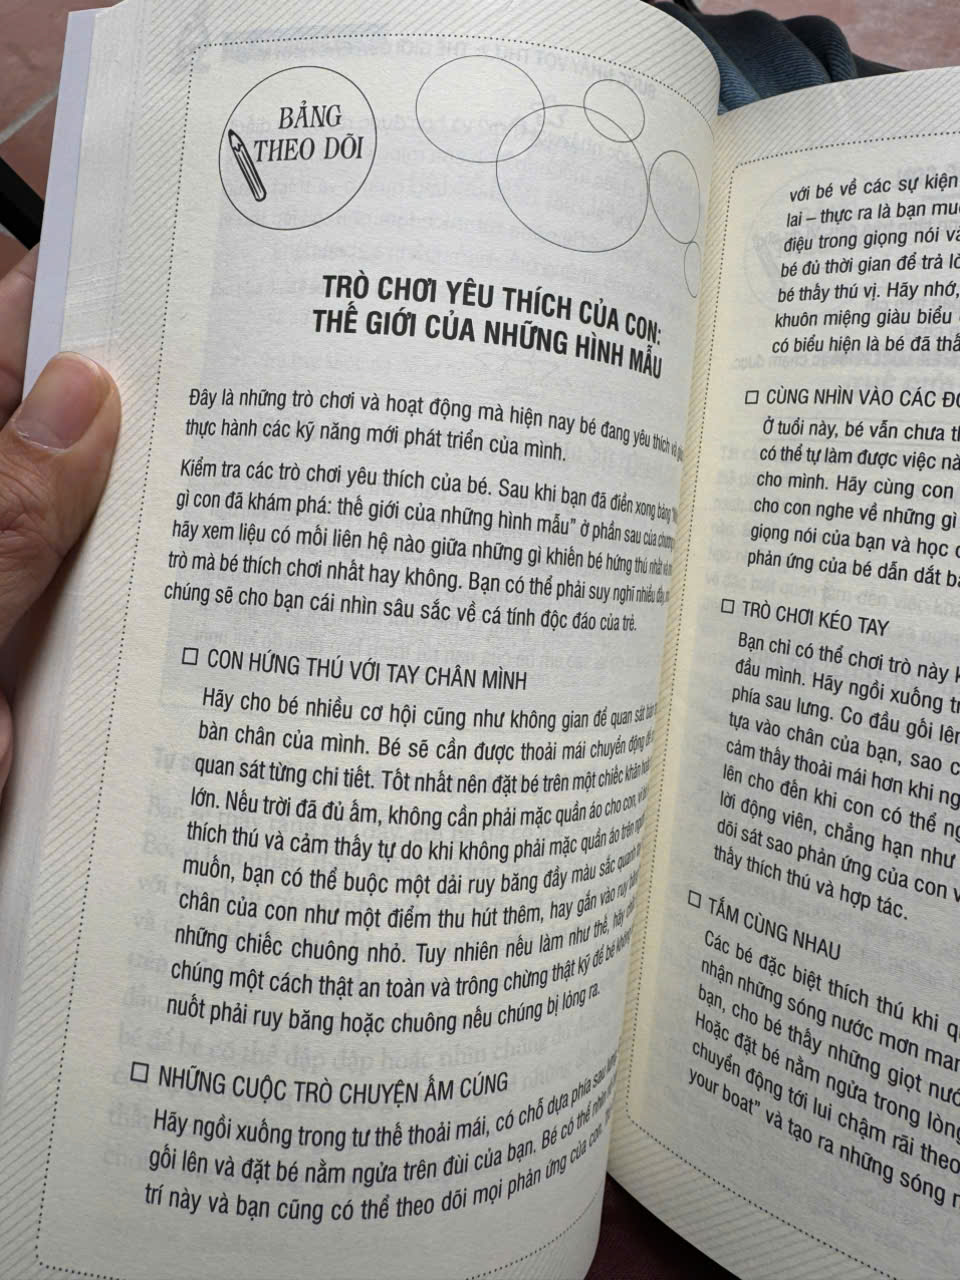 BẢNG
THEO DÕI
TRÒ CHƠI YÊU THÍCH CỦA CON:
THẾ GIỚI CỦA NHỮNG HÌNH MẪU
Đây là những trò chơi và hoạt động mà hiện nay bé đang yêu thích và
thực hành các kỹ năng mới phát triển của mình.
Kiểm tra các trò chơi yêu thích của bé. Sau khi bạn đã điền xong bảng
gì con đã khám phá: thế giới của những hình mẫu” ở phần sau của chương
hãy xem liệu có mối liên hệ nào giữa những gì khiến bé hứng thú nhất
trò mà bé thích chơi nhất hay không. Bạn có thể phải suy nghĩ nhiều đấy,
chúng sẽ cho bạn cái nhìn sâu sắc về cá tính độc đáo của trẻ.
☐ CON HỨNG THÚ VỚI TAY CHÂN MÌNH
Hãy cho bé nhiều cơ hội cũng như không gian để quan sát
bàn chân của mình. Bé sẽ cần được thoải mái chuyển động để
quan sát từng chi tiết. Tốt nhất nên đặt bé trên một chiếc khăn
lớn. Nếu trời đã đủ ấm, không cần phải mặc quần áo cho con,
thích thú và cảm thấy tự do khi không phải mặc quần áo trên
muốn, bạn có thể buộc một dải ruy băng đầy màu sắc quanh
chân của con như một điểm thu hút thêm, hay gắn vào ruy băng
những chiếc chuông nhỏ. Tuy nhiên nếu làm như thế, hãy
chúng một cách thật an toàn và trông chừng thật kỹ để bé không
nuốt phải ruy băng hoặc chuông nếu chúng bị lỏng ra.
☐ NHỮNG CUỘC TRÒ CHUYỆN ẤM CÚNG
Hãy ngồi xuống trong tư thế thoải mái, có chỗ dựa phía sau lưng.
gối lên và đặt bé nằm ngửa trên đùi của bạn. Bé có thể nhìn
trí này và bạn cũng có thể theo dõi mọi phản ứng của con.
với bé về các sự kiện
lai – thực ra là bạn
điệu trong giọng nói
bé đủ thời gian để trả
bé thấy thú vị. Hãy nhớ,
khuôn miệng giàu biểu
có biểu hiện là bé đã
☐ CÙNG NHÌN VÀO CÁC
Ở tuổi này, bé vẫn chưa
có thể tự làm được việc
cho mình. Hãy cùng con
cho con nghe về những gì
giọng nói của bạn và học
phản ứng của bé dẫn dắt
☐ TRÒ CHƠI KÉO TAY
Bạn chỉ có thể chơi trò này
đầu mình. Hãy ngồi xuống
phía sau lưng. Co đầu gối
tựa vào chân của bạn, sao
cảm thấy thoải mái hơn khi
lên cho đến khi con có thể
lời động viên, chẳng hạn như
dõi sát sao phản ứng của con
thấy thích thú và hợp tác.
☐ TẮM CÙNG NHAU
Các bé đặc biệt thích thú khi
nhận những sóng nước mơn
bạn, cho bé thấy những giọt
Hoặc đặt bé nằm ngửa trong
chuyển động tới lui chậm rãi theo
your boat” và tạo ra những sóng